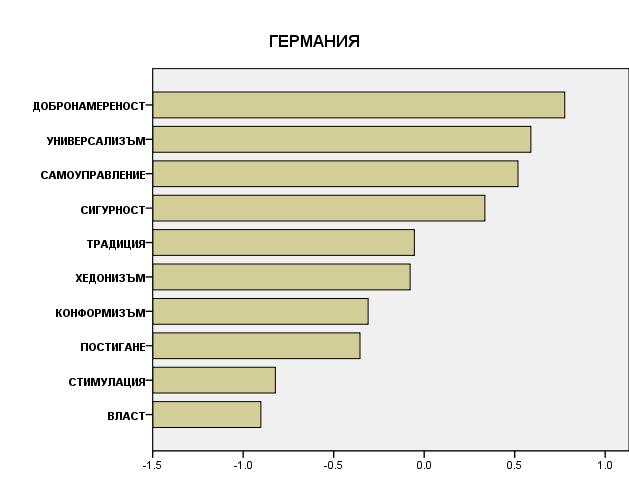 ГЕРМАНИЯ
ДОБРОНАМЕРЕНОСТ
УНИВЕРСАЛИЗЪМ
САМОУПРАВЛЕНИЕ
СИГУРНОСТ
ТРАДИЦИЯ
ХЕДОНИЗЪМ
КОНФОРМИЗЪМ
ПОСТИГАНЕ
СТИМУЛАЦИЯ
ВЛАСТ
-1.5 -1.0 -0.5 0.0 0.5 1.0